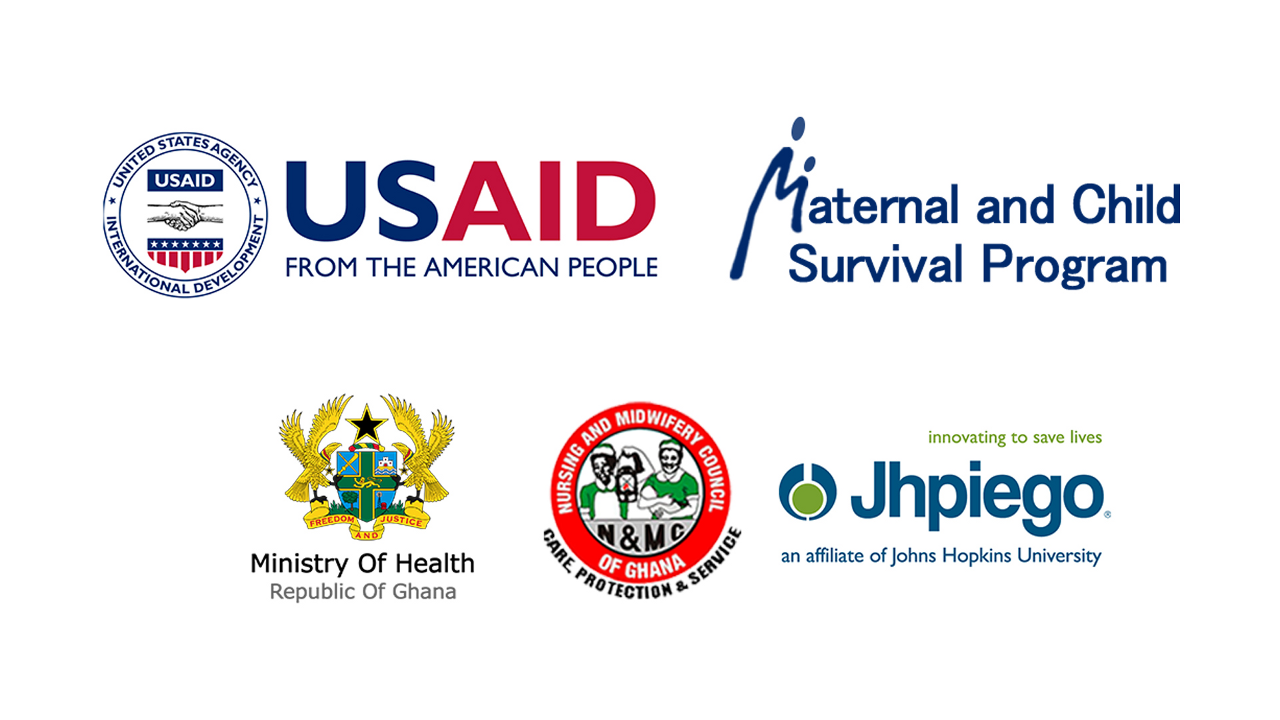 UNITED STATES AGENCY
USAID
INTERNATIONAL DEVELOPMENT
USAID
FROM THE AMERICAN PEOPLE
Maternal and Child
Survival Program
FREEDOM AND JUSTICE
Ministry Of Health
Republic Of Ghana
NURSING AND MIDWIFERY COUNCIL
N&MC
OF GHANA
CARE, PROTECTION & SERVICE
innovating to save lives
Jhpiego®
an affiliate of Johns Hopkins University